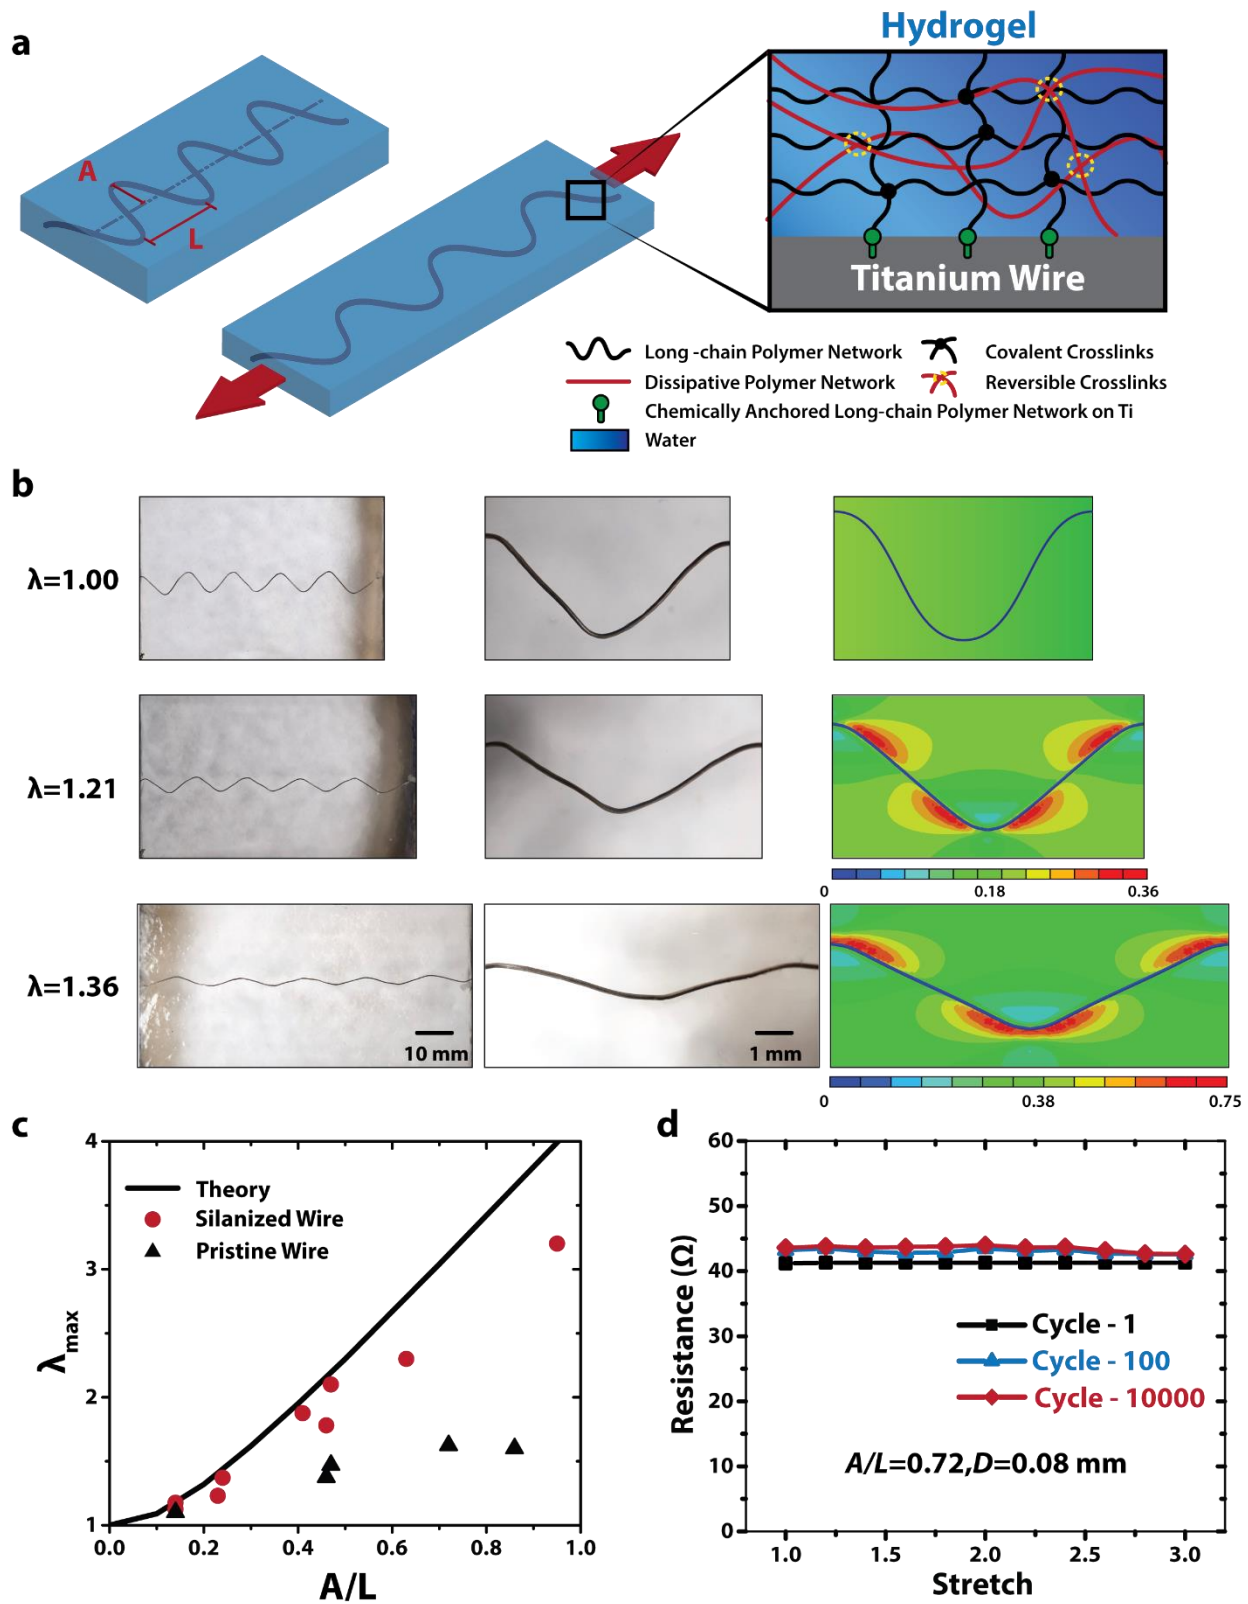 a
Hydrogel
A
L
Titanium Wire
Long -chain Polymer Network
Covalent Crosslinks
Dissipative Polymer Network
Reversible Crosslinks
Chemically Anchored Long-chain Polymer Network on Ti
Water
b
λ=1.00
λ=1.21
0 0.18 0.36
λ=1.36
10 mm
1 mm
0 0.38 0.75
c
4
3
2
1
λmax
Theory
Silanized Wire
Pristine Wire
0.0 0.2 0.4 0.6 0.8 1.0
A/L
d
60
50
40
30
20
10
0
Resistance (Ω)
Cycle - 1
Cycle - 100
Cycle - 10000
A/L=0.72,D=0.08 mm
1.0 1.5 2.0 2.5 3.0
Stretch